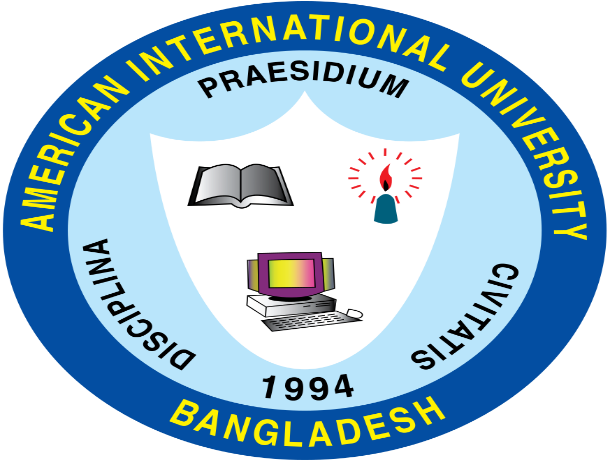 AMERICAN INTERNATIONAL UNIVERSITY
PRAESIDIUM
DISCIPLINA
CIVITATIS
1994
BANGLADESH